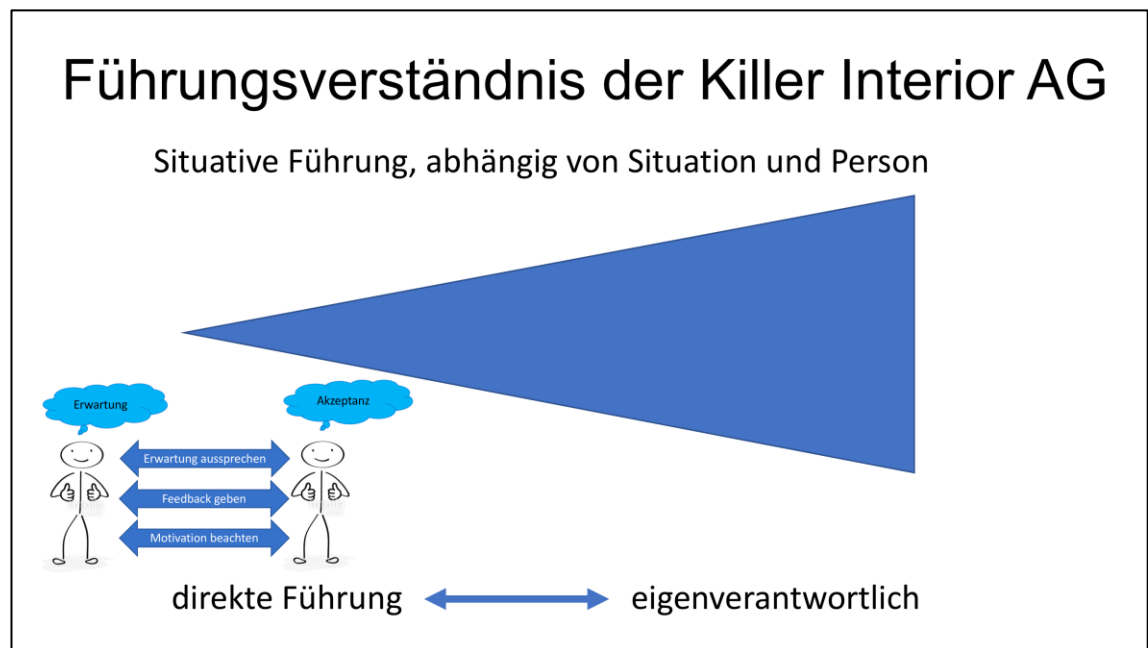 Führungsverständnis der Killer Interior AG
Situative Führung, abhängig von Situation und Person
Erwartung
Akzeptanz
Erwartung aussprechen
Feedback geben
Motivation beachten
direkte Führung
eigenverantwortlich